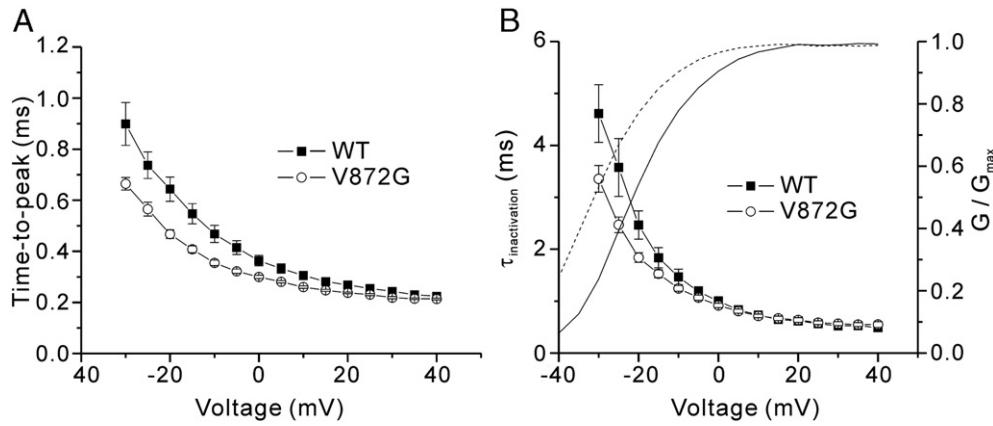 A
Time-to-peak (ms)
1.2
1.0
0.8
0.6
0.4
0.2
0.0
WT
V872G
-40 -20 0 20 40
Voltage (mV)
B
τinactivation (ms)
6
4
2
0
WT
V872G
1.0
0.8
0.6
0.4
0.2
0.0
G / Gmax
-40 -20 0 20 40
Voltage (mV)